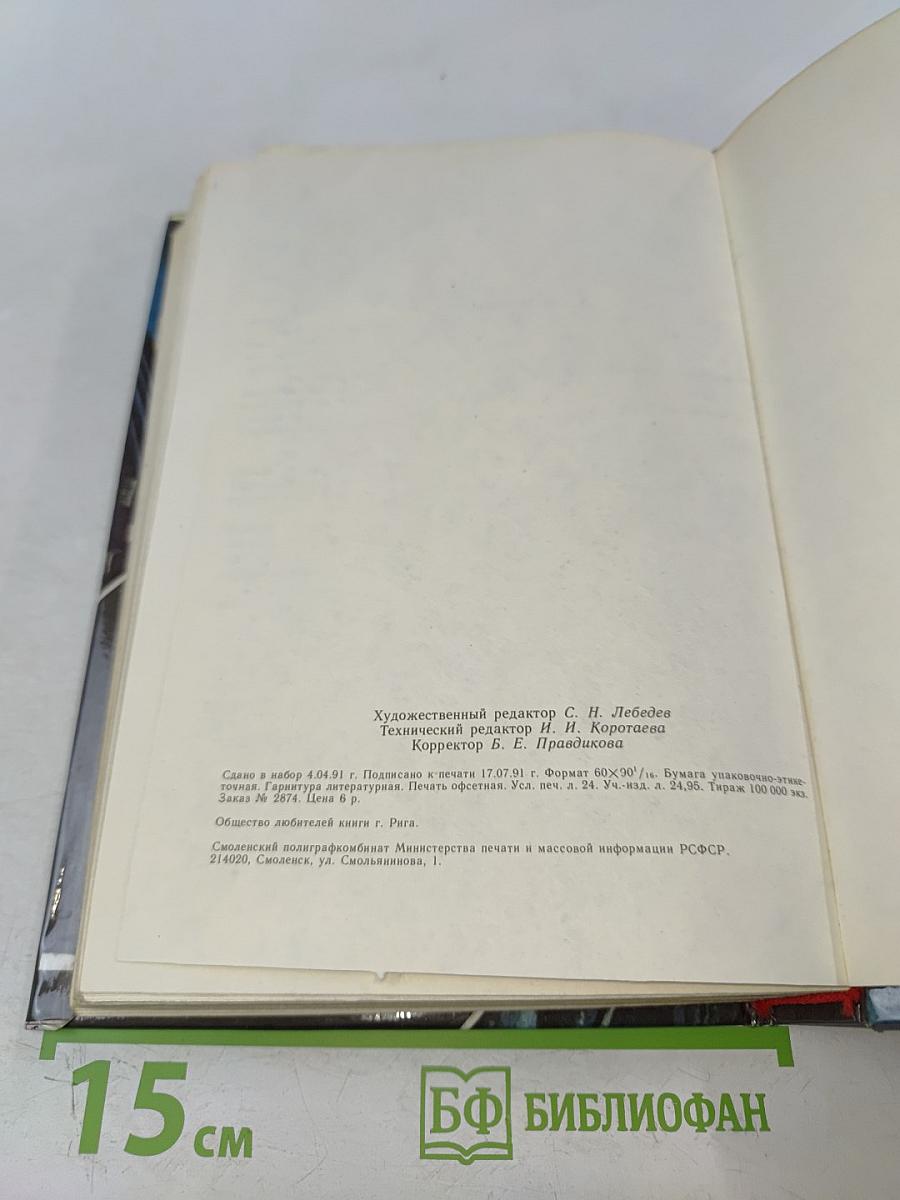 Художественный редактор С. Н. Лебедев
Технический редактор И. И. Коротаева
Корректор Б. Е. Правдикова
Сдано в набор 4.04.91 г. Подписано к печати 17.07.91 г. Формат 60×90¹/₁₆. Бумага упаковочно-этике-
точная. Гарнитура литературная. Печать офсетная. Усл. печ. л. 24. Уч.-изд. л. 24,95. Тираж 100 000 экз.
Заказ № 2874. Цена 6 р.
Общество любителей книги г. Рига.
Смоленский полиграфкомбинат Министерства печати и массовой информации РСФСР.
214020, Смоленск, ул. Смольянинова, 1.
15 см
БФ БИБЛИОФАН